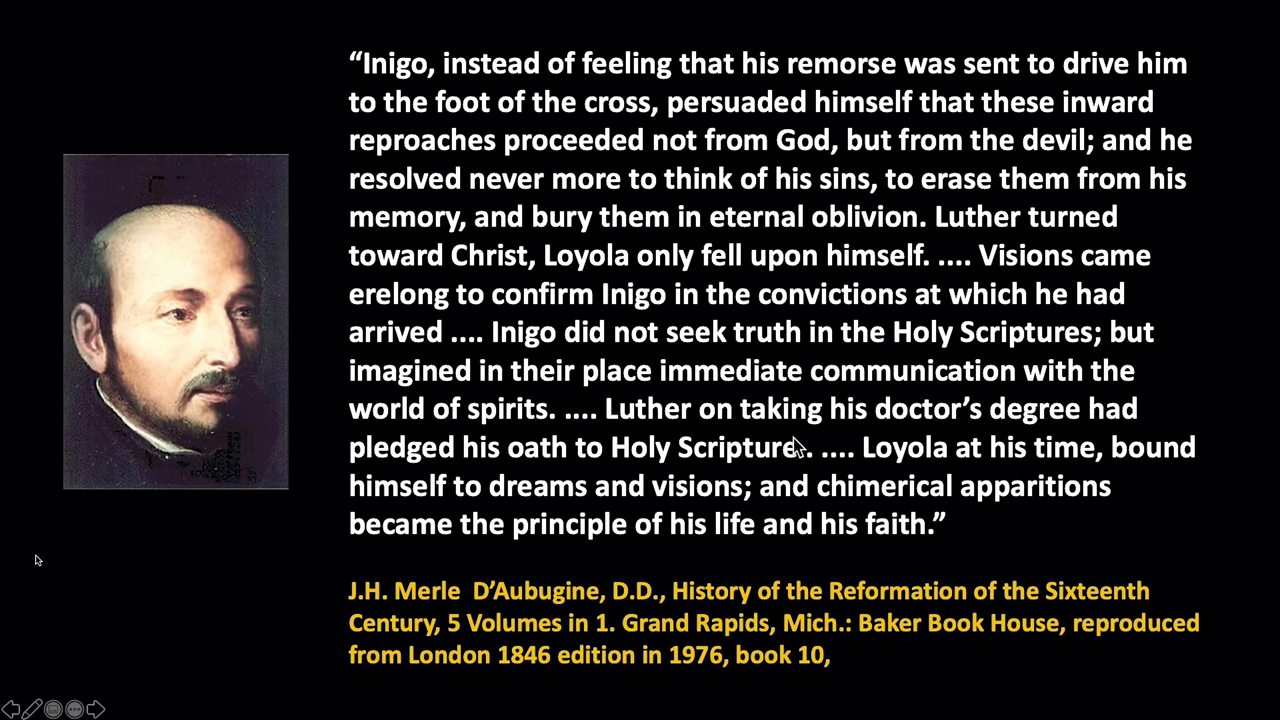 “Inigo, instead of feeling that his remorse was sent to drive him
to the foot of the cross, persuaded himself that these inward
reproaches proceeded not from God, but from the devil; and he
resolved never more to think of his sins, to erase them from his
memory, and bury them in eternal oblivion. Luther turned
toward Christ, Loyola only fell upon himself. .... Visions came
erelong to confirm Inigo in the convictions at which he had
arrived .... Inigo did not seek truth in the Holy Scriptures; but
imagined in their place immediate communication with the
world of spirits. .... Luther on taking his doctor’s degree had
pledged his oath to Holy Scripture. .... Loyola at his time, bound
himself to dreams and visions; and chimerical apparitions
became the principle of his life and his faith.”
J.H. Merle D’Aubugine, D.D., History of the Reformation of the Sixteenth
Century, 5 Volumes in 1. Grand Rapids, Mich.: Baker Book House, reproduced
from London 1846 edition in 1976, book 10,